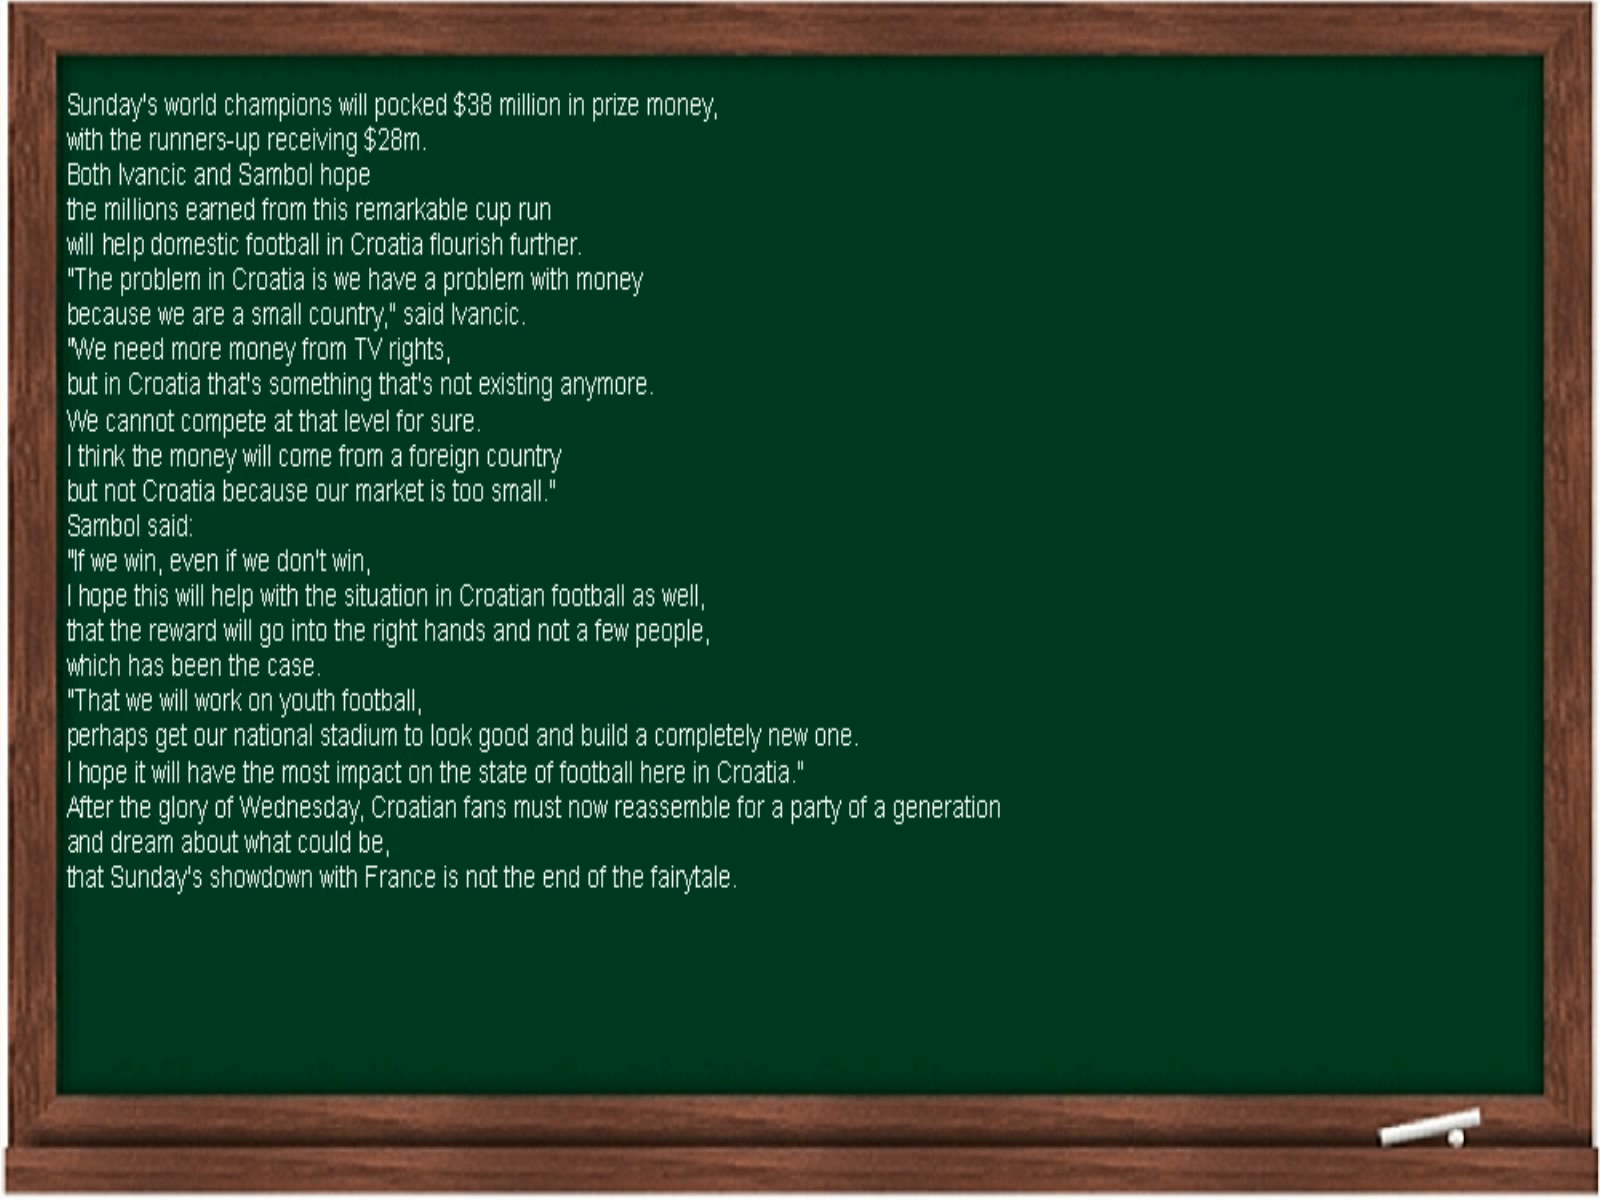 Sunday's world champions will pocked $38 million in prize money,
with the runners-up receiving $28m.
Both Ivancic and Sambol hope
the millions earned from this remarkable cup run
will help domestic football in Croatia flourish further.
"The problem in Croatia is we have a problem with money
because we are a small country," said Ivancic.
"We need more money from TV rights,
but in Croatia that's something that's not existing anymore.
We cannot compete at that level for sure.
I think the money will come from a foreign country
but not Croatia because our market is too small."
Sambol said:
"If we win, even if we don't win,
I hope this will help with the situation in Croatian football as well,
that the reward will go into the right hands and not a few people,
which has been the case.
"That we will work on youth football,
perhaps get our national stadium to look good and build a completely new one.
I hope it will have the most impact on the state of football here in Croatia."
After the glory of Wednesday, Croatian fans must now reassemble for a party of a generation
and dream about what could be,
that Sunday's showdown with France is not the end of the fairytale.